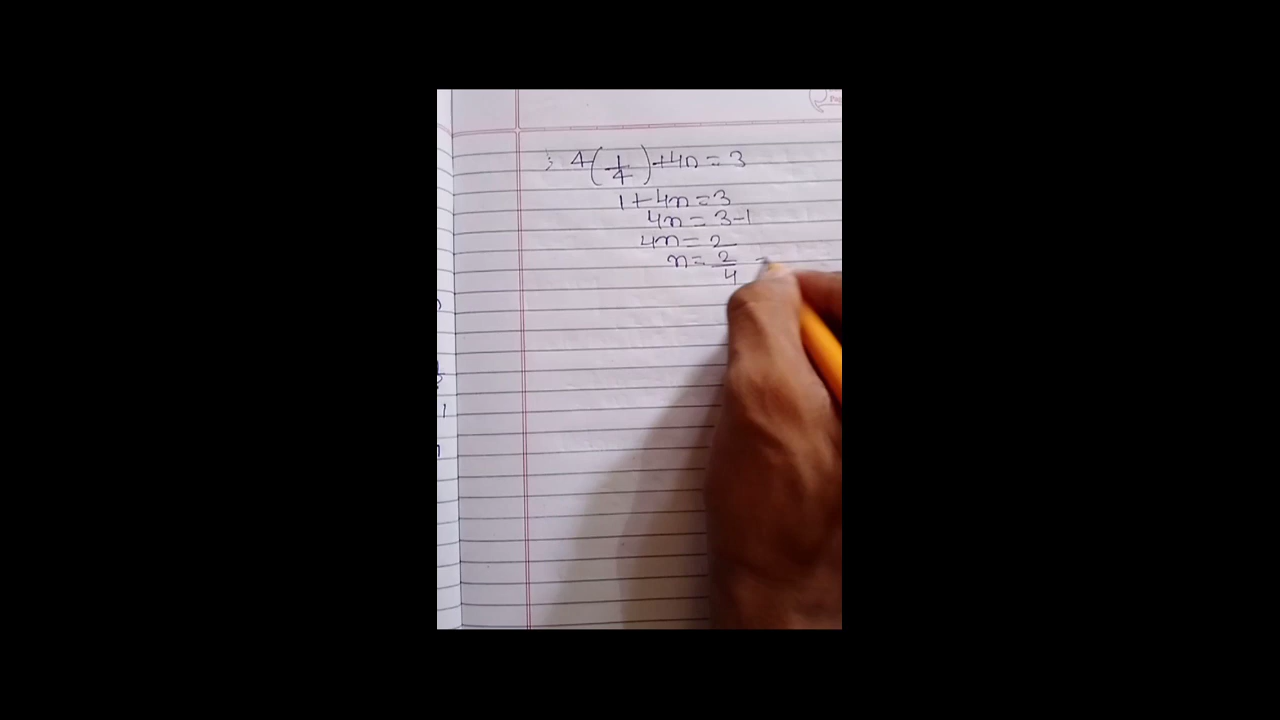 ∴ 4(1/4)+4n=3
1+4n=3
4n=3-1
4n=2
n=2/4 =